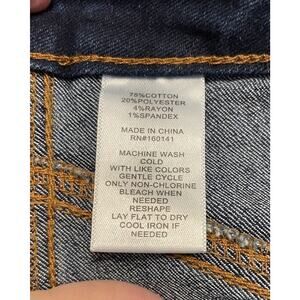 75%COTTON
20%POLYESTER
4%RAYON
1%SPANDEX
MADE IN CHINA
RN#160141
MACHINE WASH
COLD
WITH LIKE COLORS
GENTLE CYCLE
ONLY NON-CHLORINE
BLEACH WHEN
NEEDED
RESHAPE
LAY FLAT TO DRY
COOL IRON IF
NEEDED